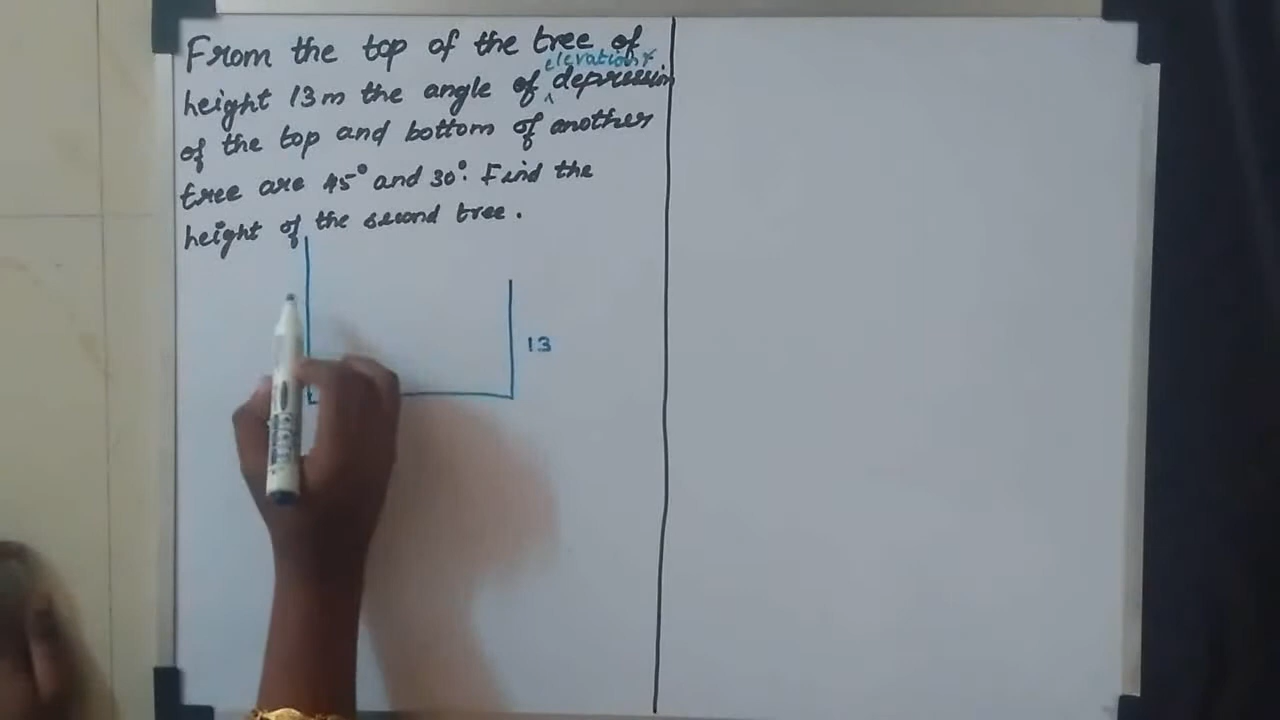 From the top of the tree of
elevation &
height 13m the angle of depression
of the top and bottom of another
tree are 45° and 30°. Find the
height of the second tree.
13